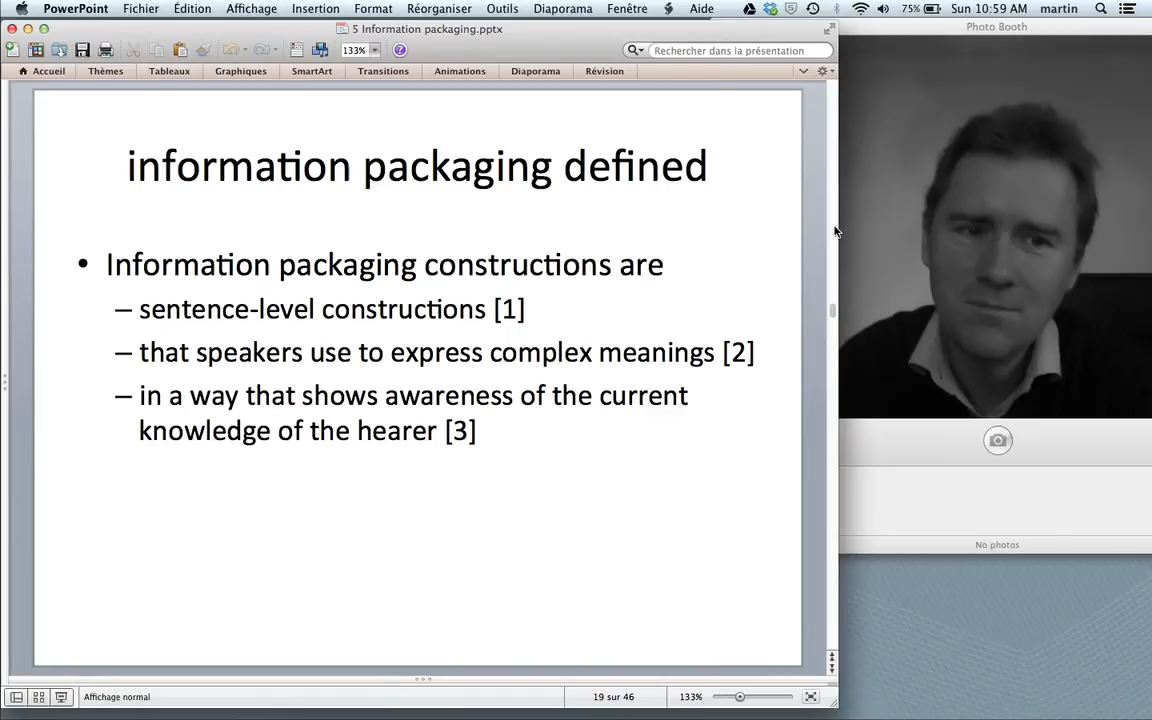 PowerPoint Fichier Édition Affichage Insertion Format Réorganiser Outils Diaporama Fenêtre Aide 75% Sun 10:59 AM martin
5 Information packaging.pptx
Photo Booth
133% Rechercher dans la présentation
Accueil Thèmes Tableaux Graphiques SmartArt Transitions Animations Diaporama Révision
information packaging defined
• Information packaging constructions are
– sentence-level constructions [1]
– that speakers use to express complex meanings [2]
– in a way that shows awareness of the current
knowledge of the hearer [3]
No photos
Affichage normal 19 sur 46 133%